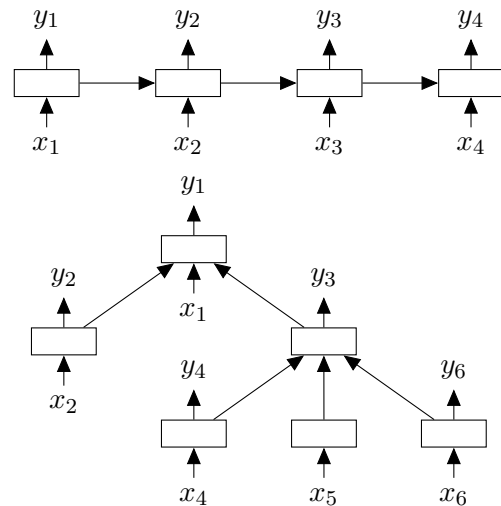 y1 y2 y3 y4
x1 x2 x3 x4
y1
y2 y3
x1
y4 y6
x2
x4 x5 x6